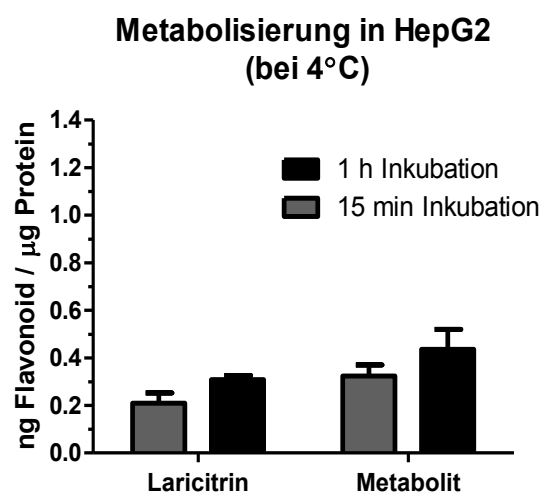 Metabolisierung in HepG2
(bei 4°C)
ng Flavonoid / µg Protein
1.4
1.2
1.0
0.8
0.6
0.4
0.2
0.0
1 h Inkubation
15 min Inkubation
Laricitrin
Metabolit